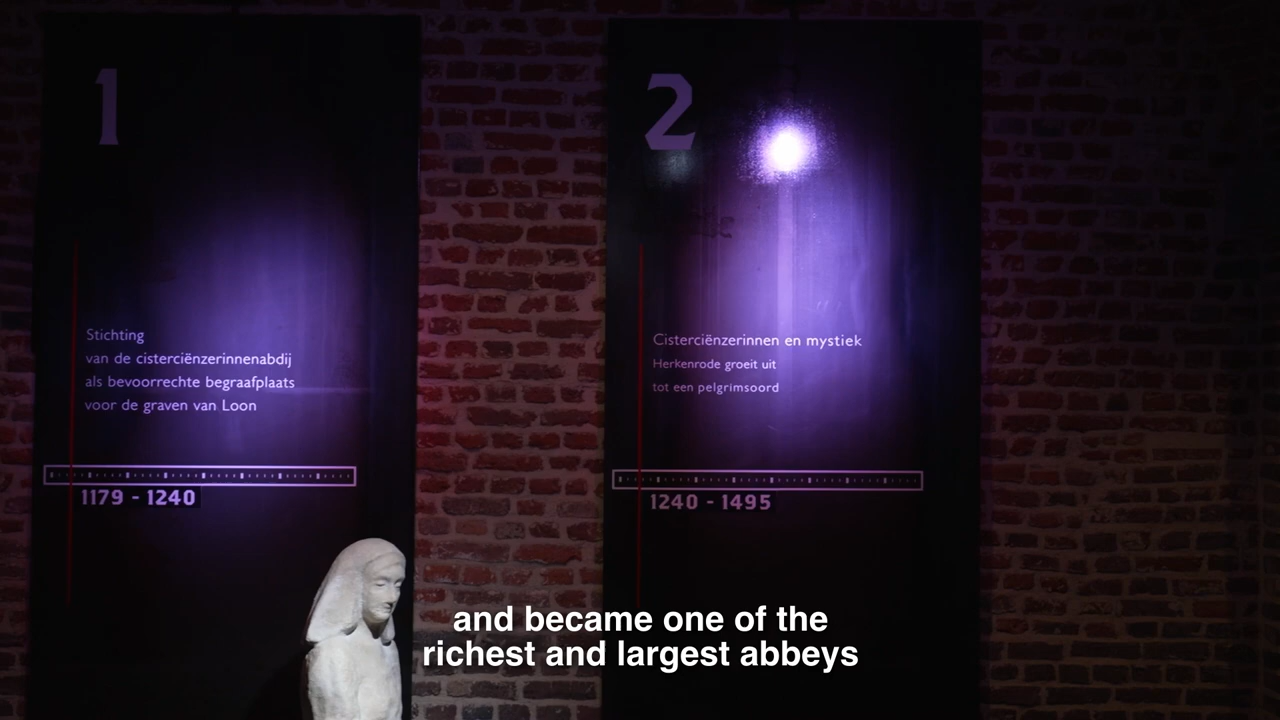 1
Stichting
van de cisterciënzerinnenabdij
als bevoorrechte begraafplaats
voor de graven van Loon
1179 - 1240
2
Cisterciënzerinnen en mystiek
Herkenrode groeit uit
tot een pelgrimsoord
1240 - 1495
and became one of the
richest and largest abbeys